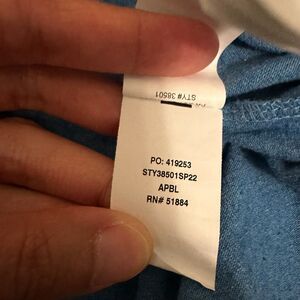 STY# 38501
PO: 419253
STY38501SP22
APBL
RN# 51884